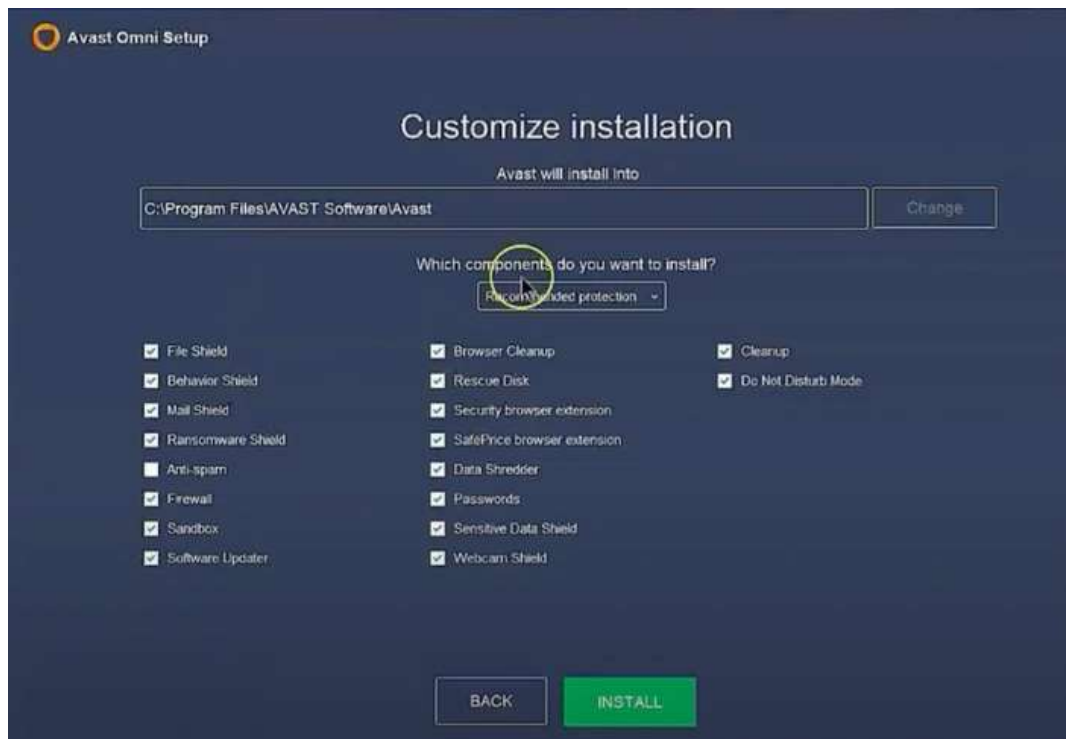 Avast Omni Setup
Customize installation
Avast will install into
C:\Program Files\AVAST Software\Avast
Change
Which components do you want to install?
Recommended protection
File Shield
Behavior Shield
Mail Shield
Ransomware Shield
Anti-spam
Firewall
Sandbox
Software Updater
Browser Cleanup
Rescue Disk
Security browser extension
SafePrice browser extension
Data Shredder
Passwords
Sensitive Data Shield
Webcam Shield
Cleanup
Do Not Disturb Mode
BACK
INSTALL